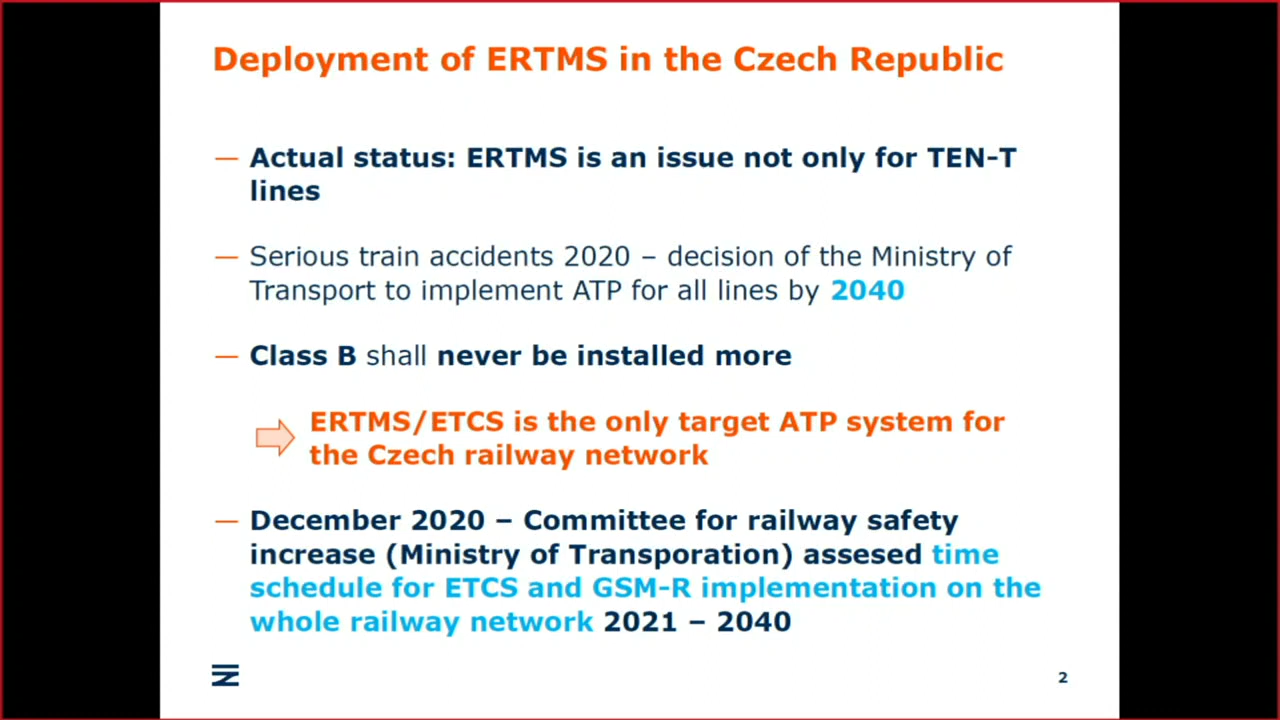 Deployment of ERTMS in the Czech Republic
— Actual status: ERTMS is an issue not only for TEN-T
lines
— Serious train accidents 2020 – decision of the Ministry of
Transport to implement ATP for all lines by 2040
— Class B shall never be installed more
ERTMS/ETCS is the only target ATP system for
the Czech railway network
— December 2020 – Committee for railway safety
increase (Ministry of Transporation) assesed time
schedule for ETCS and GSM-R implementation on the
whole railway network 2021 – 2040
2